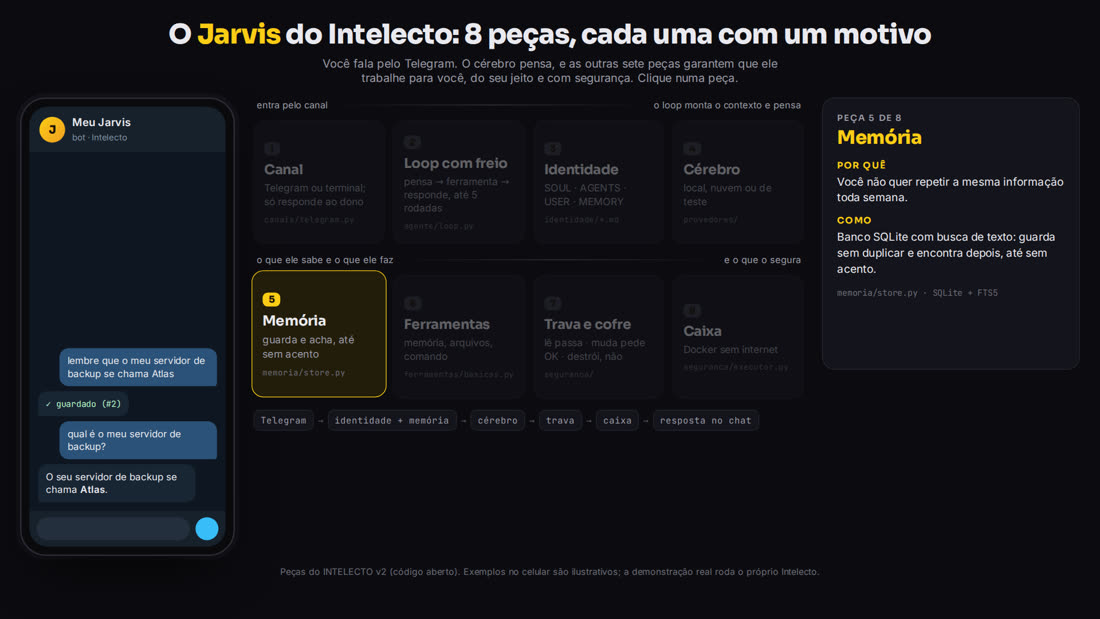 O Jarvis do Intelecto: 8 peças, cada uma com um motivo
Você fala pelo Telegram. O cérebro pensa, e as outras sete peças garantem que ele
trabalhe para você, do seu jeito e com segurança. Clique numa peça.
J
Meu Jarvis
bot · Intelecto
lembre que o meu servidor de
backup se chama Atlas
✓ guardado (#2)
qual é o meu servidor de
backup?
O seu servidor de backup se
chama Atlas.
entra pelo canal
o loop monta o contexto e pensa
1
Canal
Telegram ou terminal;
só responde ao dono
canais/telegram.py
2
Loop com freio
pensa → ferramenta →
responde, até 5
rodadas
agente/loop.py
3
Identidade
SOUL · AGENTS ·
USER · MEMORY
identidade/*.md
4
Cérebro
local, nuvem ou de
teste
provedores/
o que ele sabe e o que ele faz
e o que o segura
5
Memória
guarda e acha, até
sem acento
memoria/store.py
6
Ferramentas
memória, arquivos,
comando
ferramentas/basicas.py
7
Trava e cofre
lê passa · muda pede
OK · destrói, não
seguranca/
8
Caixa
Docker sem internet
seguranca/executor.py
Telegram → identidade + memória → cérebro → trava → caixa → resposta no chat
PEÇA 5 DE 8
Memória
POR QUÊ
Você não quer repetir a mesma informação
toda semana.
COMO
Banco SQLite com busca de texto: guarda
sem duplicar e encontra depois, até sem
acento.
memoria/store.py · SQLite + FTS5
Peças do INTELECTO v2 (código aberto). Exemplos no celular são ilustrativos; a demonstração real roda o próprio Intelecto.